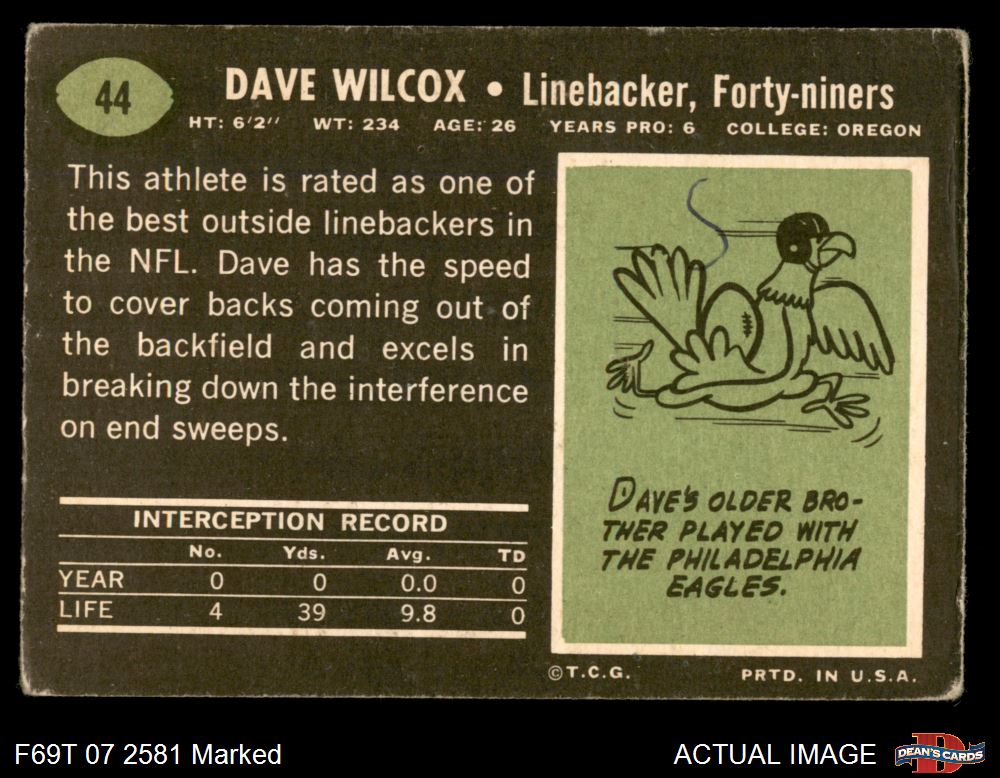 44
DAVE WILCOX • Linebacker, Forty-niners
HT: 6'2'' WT: 234 AGE: 26 YEARS PRO: 6 COLLEGE: OREGON
This athlete is rated as one of
the best outside linebackers in
the NFL. Dave has the speed
to cover backs coming out of
the backfield and excels in
breaking down the interference
on end sweeps.
INTERCEPTION RECORD
No. Yds. Avg. TD
YEAR 0 0 0.0 0
LIFE 4 39 9.8 0
DAVE'S OLDER BRO-
THER PLAYED WITH
THE PHILADELPHIA
EAGLES.
©T.C.G. PRTD. IN U.S.A.
F69T 07 2581 Marked
ACTUAL IMAGE
DEAN'S CARDS